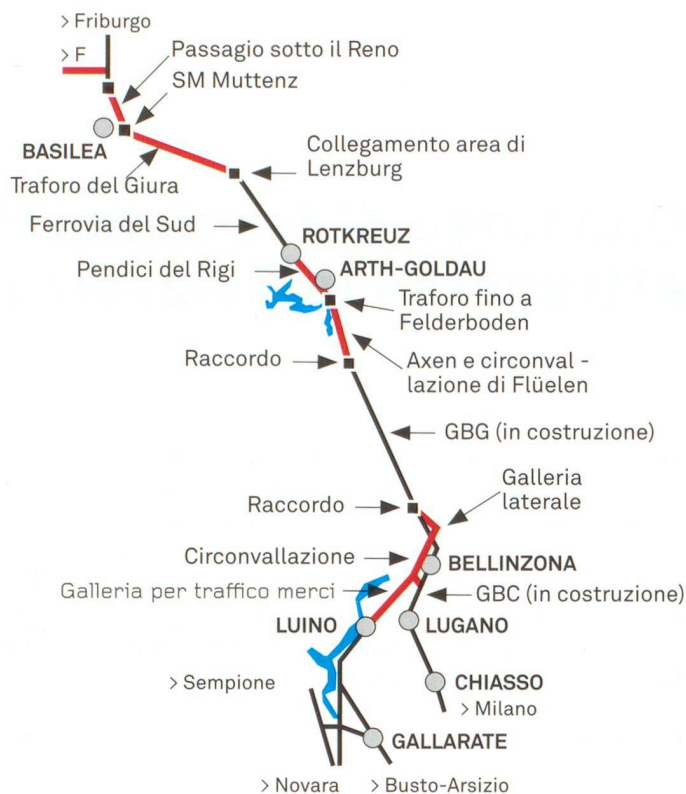 > Friburgo
> F
Passagio sotto il Reno
SM Muttenz
BASILEA
Traforo del Giura
Collegamento area di
Lenzburg
Ferrovia del Sud
ROTKREUZ
Pendici del Rigi
ARTH-GOLDAU
Traforo fino a
Felderboden
Raccordo
Axen e circonval -
lazione di Flüelen
GBG (in costruzione)
Galleria
laterale
Raccordo
Circonvallazione
BELLINZONA
Galleria per traffico merci
GBC (in costruzione)
LUINO
LUGANO
> Sempione
CHIASSO
> Milano
GALLARATE
> Novara
> Busto-Arsizio